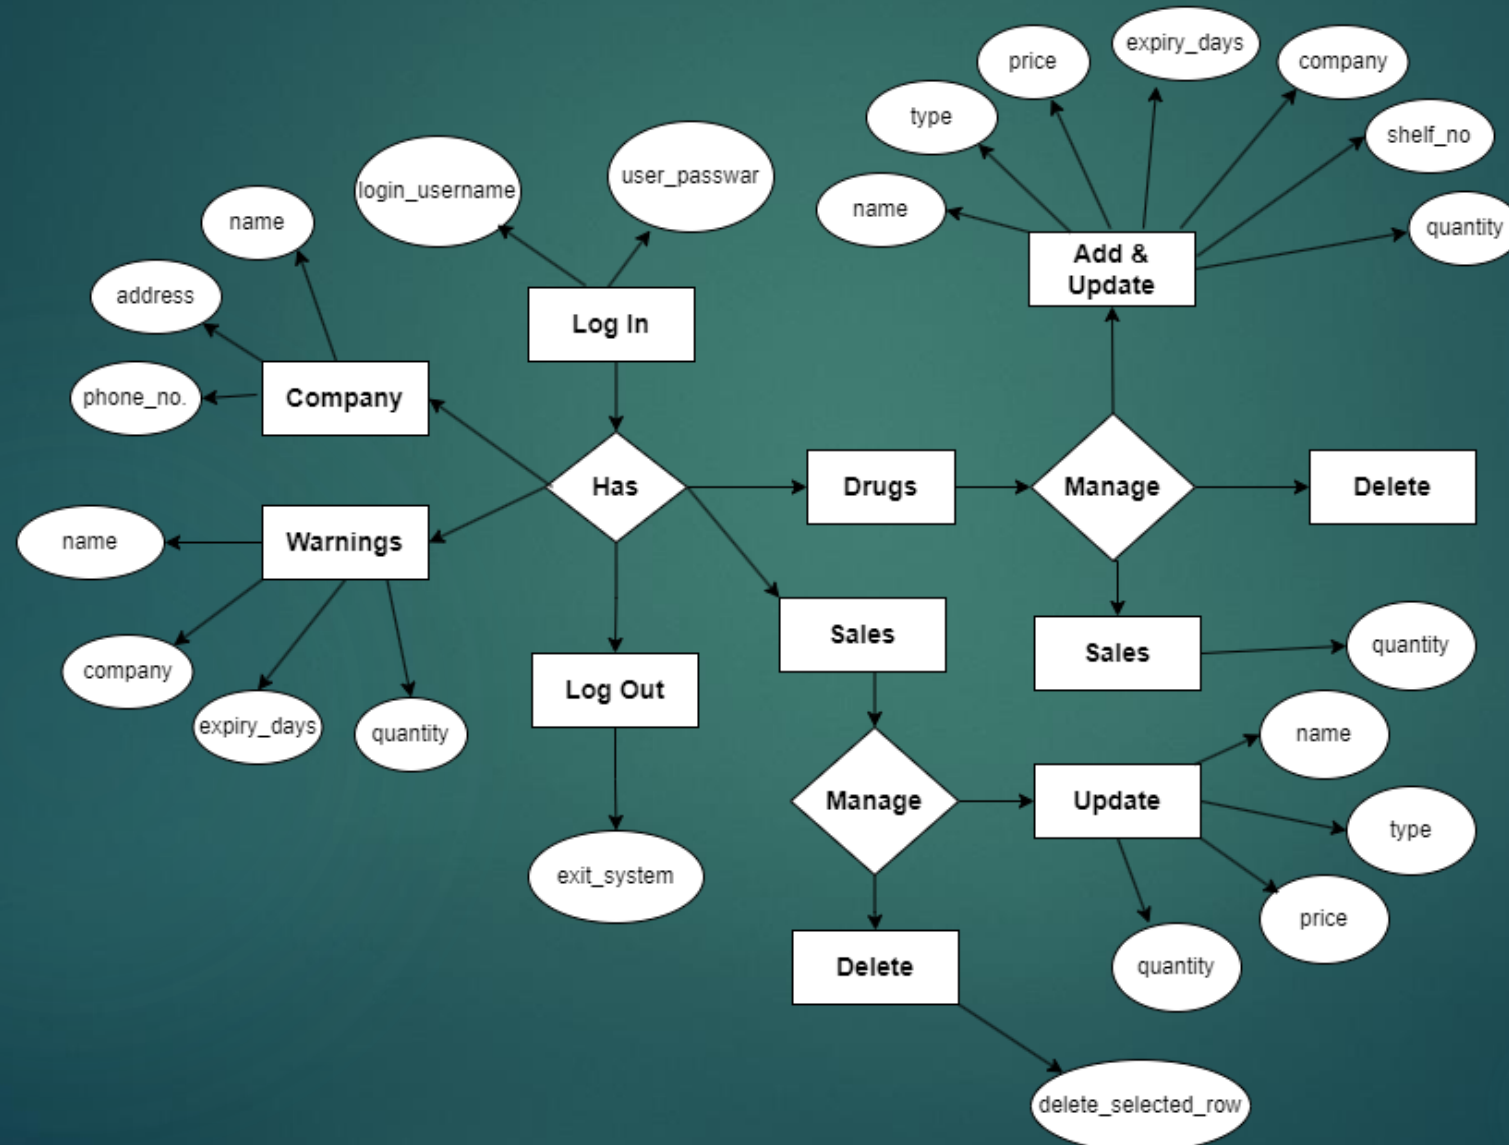 expiry_days
price
company
type
shelf_no
user_passwar
login_username
name
name
quantity
Add &
Update
address
Log In
phone_no.
Company
Has
Drugs
Manage
Delete
name
Warnings
Sales
Sales
quantity
company
Log Out
expiry_days
quantity
name
Manage
Update
type
exit_system
price
Delete
quantity
delete_selected_row